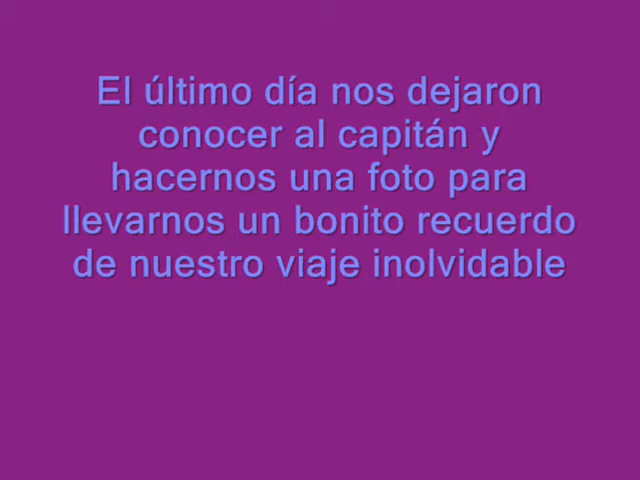 El último día nos dejaron
conocer al capitán y
hacernos una foto para
llevarnos un bonito recuerdo
de nuestro viaje inolvidable